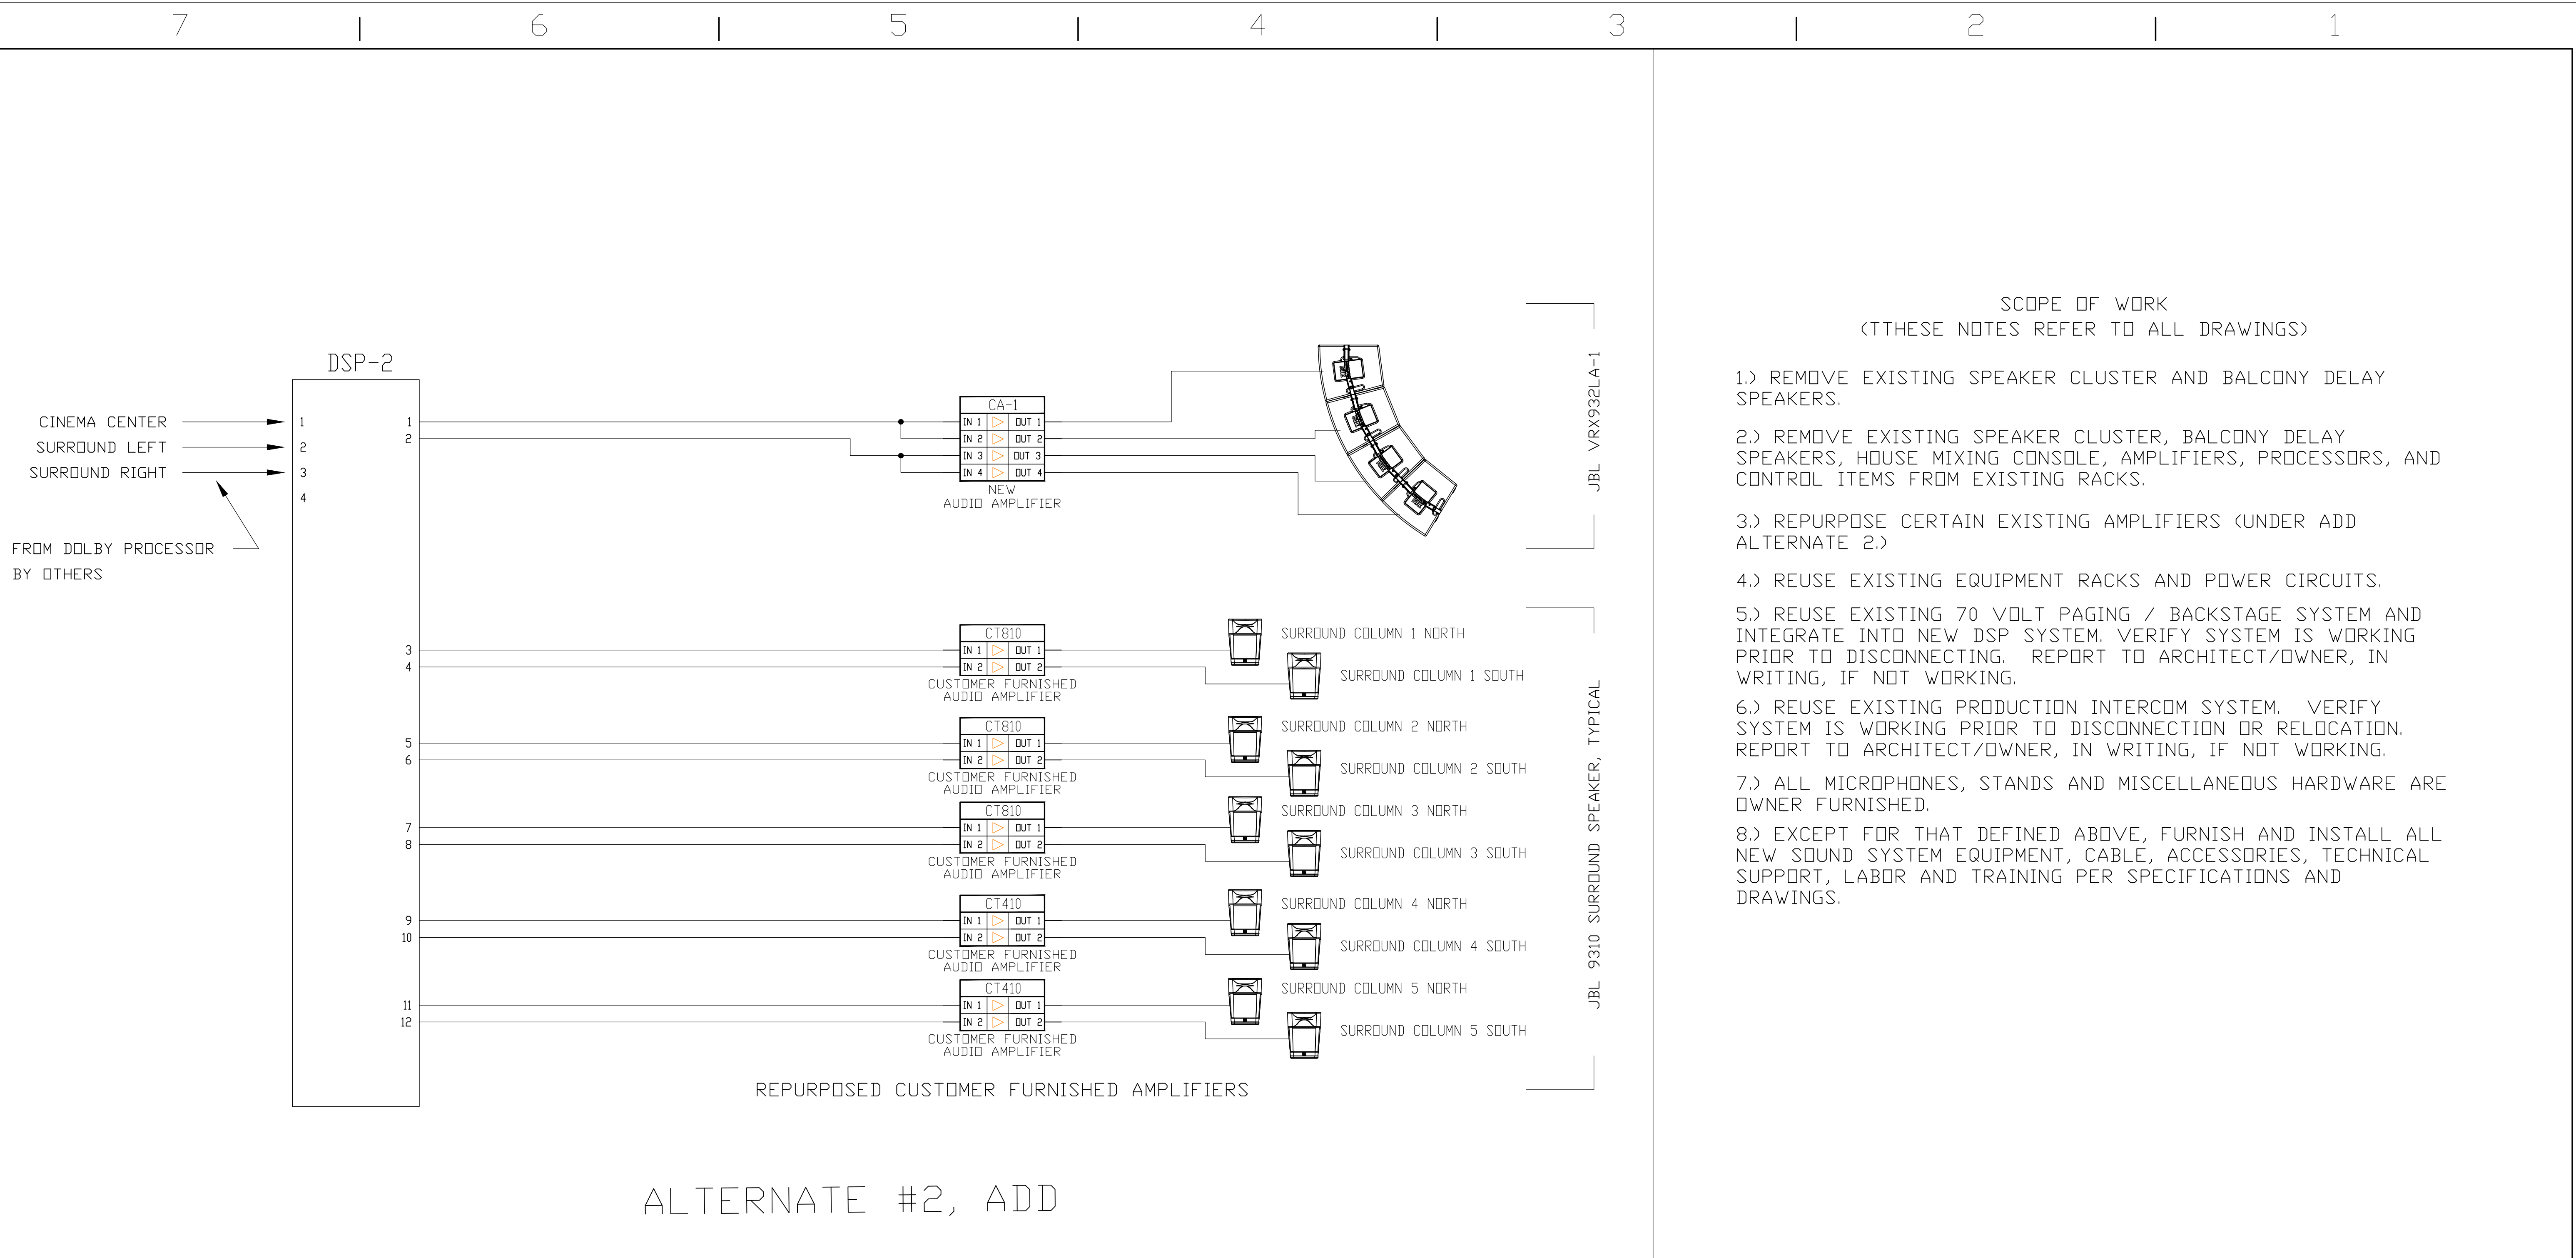 7 6 5 4 3 2 1
DSP-2
CINEMA CENTER
SURROUND LEFT
SURROUND RIGHT
1
2
3
4
FROM DOLBY PROCESSOR
BY OTHERS
1
2
3
4
5
6
7
8
9
10
11
12
CA-1
IN 1 OUT 1
IN 2 OUT 2
IN 3 OUT 3
IN 4 OUT 4
NEW
AUDIO AMPLIFIER
JBL VRX932LA-1
CT810
IN 1 OUT 1
IN 2 OUT 2
CUSTOMER FURNISHED
AUDIO AMPLIFIER
SURROUND COLUMN 1 NORTH
SURROUND COLUMN 1 SOUTH
CT810
IN 1 OUT 1
IN 2 OUT 2
CUSTOMER FURNISHED
AUDIO AMPLIFIER
SURROUND COLUMN 2 NORTH
SURROUND COLUMN 2 SOUTH
CT810
IN 1 OUT 1
IN 2 OUT 2
CUSTOMER FURNISHED
AUDIO AMPLIFIER
SURROUND COLUMN 3 NORTH
SURROUND COLUMN 3 SOUTH
CT410
IN 1 OUT 1
IN 2 OUT 2
CUSTOMER FURNISHED
AUDIO AMPLIFIER
SURROUND COLUMN 4 NORTH
SURROUND COLUMN 4 SOUTH
CT410
IN 1 OUT 1
IN 2 OUT 2
CUSTOMER FURNISHED
AUDIO AMPLIFIER
SURROUND COLUMN 5 NORTH
SURROUND COLUMN 5 SOUTH
JBL 9310 SURROUND SPEAKER, TYPICAL
REPURPOSED CUSTOMER FURNISHED AMPLIFIERS
ALTERNATE #2, ADD
SCOPE OF WORK
(TTHESE NOTES REFER TO ALL DRAWINGS)
1.) REMOVE EXISTING SPEAKER CLUSTER AND BALCONY DELAY
SPEAKERS.
2.) REMOVE EXISTING SPEAKER CLUSTER, BALCONY DELAY
SPEAKERS, HOUSE MIXING CONSOLE, AMPLIFIERS, PROCESSORS, AND
CONTROL ITEMS FROM EXISTING RACKS.
3.) REPURPOSE CERTAIN EXISTING AMPLIFIERS (UNDER ADD
ALTERNATE 2.)
4.) REUSE EXISTING EQUIPMENT RACKS AND POWER CIRCUITS.
5.) REUSE EXISTING 70 VOLT PAGING / BACKSTAGE SYSTEM AND
INTEGRATE INTO NEW DSP SYSTEM. VERIFY SYSTEM IS WORKING
PRIOR TO DISCONNECTING. REPORT TO ARCHITECT/OWNER, IN
WRITING, IF NOT WORKING.
6.) REUSE EXISTING PRODUCTION INTERCOM SYSTEM. VERIFY
SYSTEM IS WORKING PRIOR TO DISCONNECTION OR RELOCATION.
REPORT TO ARCHITECT/OWNER, IN WRITING, IF NOT WORKING.
7.) ALL MICROPHONES, STANDS AND MISCELLANEOUS HARDWARE ARE
OWNER FURNISHED.
8.) EXCEPT FOR THAT DEFINED ABOVE, FURNISH AND INSTALL ALL
NEW SOUND SYSTEM EQUIPMENT, CABLE, ACCESSORIES, TECHNICAL
SUPPORT, LABOR AND TRAINING PER SPECIFICATIONS AND
DRAWINGS.